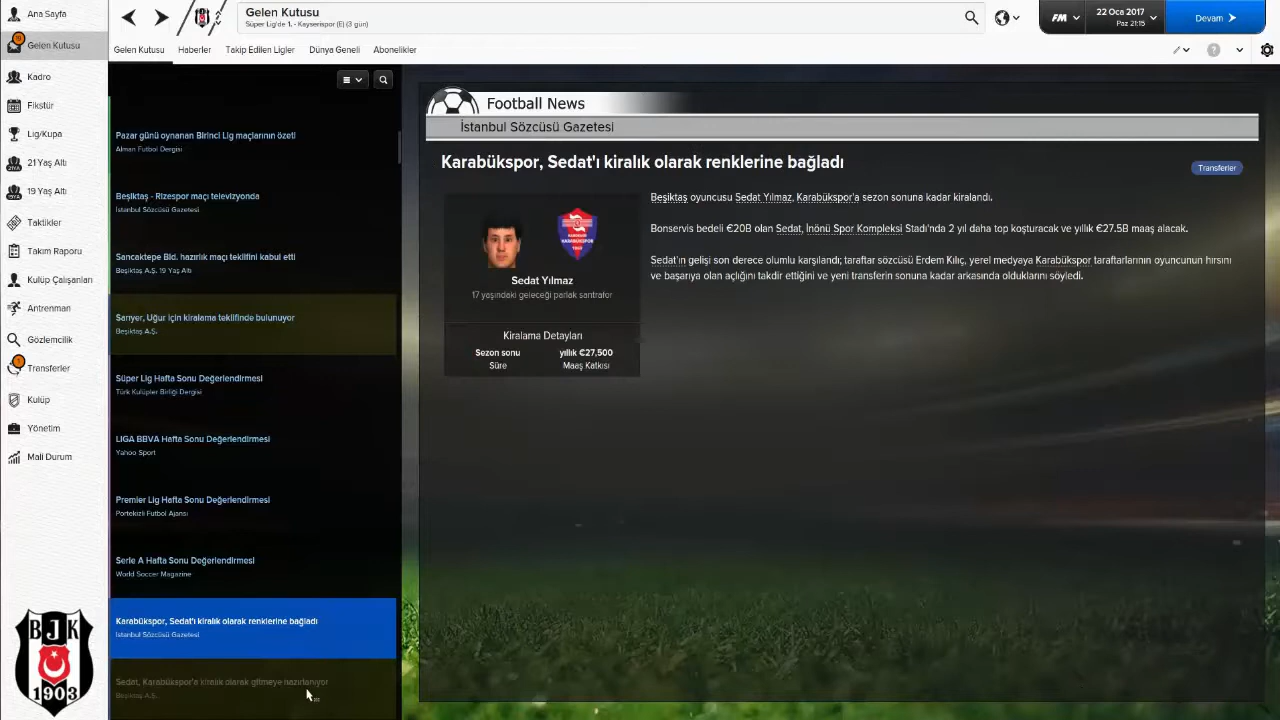 Ana Sayfa
Gelen Kutusu
Kadro
Fikstür
Lig/Kupa
21 Yaş Altı
19 Yaş Altı
Taktikler
Takım Raporu
Kulüp Çalışanları
Antrenman
Gözlemcilik
Transferler
Kulüp
Yönetim
Mali Durum
BJK
1903
Gelen Kutusu
Süper Lig'de 1. - Kayserispor (E) (3 gün)
FM
22 Oca 2017
Paz 21:15
Devam
Gelen Kutusu
Haberler
Takip Edilen Ligler
Dünya Geneli
Abonelikler
Pazar günü oynanan Birinci Lig maçlarının özeti
Alman Futbol Dergisi
Beşiktaş - Rizespor maçı televizyonda
İstanbul Sözcüsü Gazetesi
Sancaktepe Bld. hazırlık maçı teklifini kabul etti
Beşiktaş A.Ş. 19 Yaş Altı
Sarıyer, Uğur için kiralama teklifinde bulunuyor
Beşiktaş A.Ş.
Süper Lig Hafta Sonu Değerlendirmesi
Türk Kulüpler Birliği Dergisi
LIGA BBVA Hafta Sonu Değerlendirmesi
Yahoo Sport
Premier Lig Hafta Sonu Değerlendirmesi
Portekizli Futbol Ajansı
Serie A Hafta Sonu Değerlendirmesi
World Soccer Magazine
Karabükspor, Sedat'ı kiralık olarak renklerine bağladı
İstanbul Sözcüsü Gazetesi
Sedat, Karabükspor'a kiralık olarak gitmeye hazırlanıyor
Beşiktaş A.Ş.
Football News
İstanbul Sözcüsü Gazetesi
Karabükspor, Sedat'ı kiralık olarak renklerine bağladı
Transferler
Sedat Yılmaz
17 yaşındaki geleceği parlak santrafor
Kiralama Detayları
Sezon sonu
yıllık €27,500
Süre
Maaş Katkısı
Beşiktaş oyuncusu Sedat Yılmaz, Karabükspor'a sezon sonuna kadar kiralandı.
Bonservis bedeli €20B olan Sedat, İnönü Spor Kompleksi Stadı'nda 2 yıl daha top koşturacak ve yıllık €27.5B maaş alacak.
Sedat'ın gelişi son derece olumlu karşılandı; taraftar sözcüsü Erdem Kılıç, yerel medyaya Karabükspor taraftarlarının oyuncunun hırsını
ve başarıya olan açlığını takdir ettiğini ve yeni transferin sonuna kadar arkasında olduklarını söyledi.